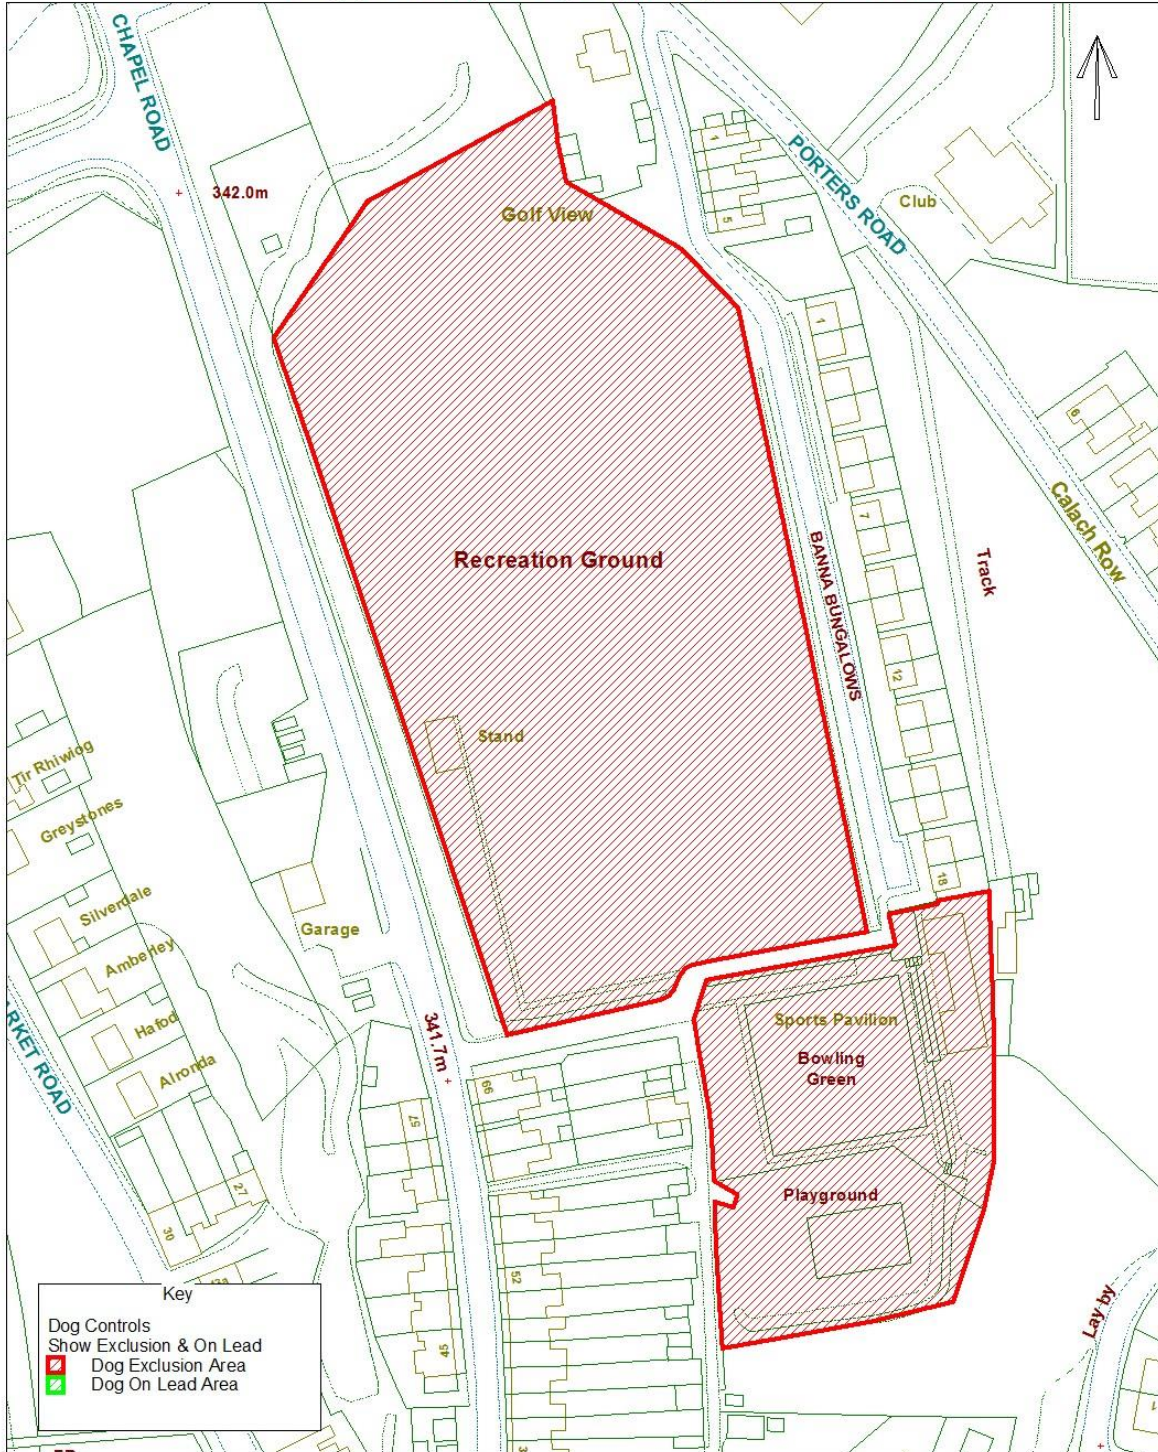 CHAPEL ROAD
342.0m
Golf View
1
5
PORTERS ROAD
Club
1
6
Calach Row
7
BANNA BUNGALOWS
Track
Recreation Ground
12
Stand
Tir Rhiwiog
Greystones
Silverdale
Garage
18
Amberley
Hafod
Alronda
ARKET ROAD
341.7m
Sports Pavilion
Bowling
Green
66
57
Playground
27
30
52
45
Lay by
Key
Dog Controls
Show Exclusion & On Lead
Dog Exclusion Area
Dog On Lead Area